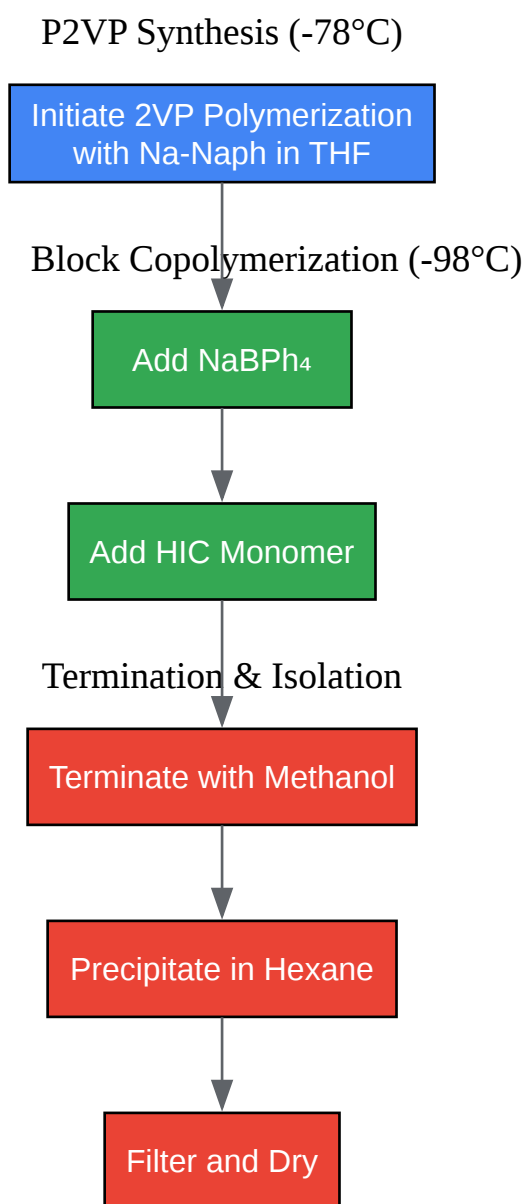 P2VP Synthesis (-78°C)
Initiate 2VP Polymerization
with Na-Naph in THF
Block Copolymerization (-98°C)
Add NaBPh₄
Add HIC Monomer
Termination & Isolation
Terminate with Methanol
Precipitate in Hexane
Filter and Dry